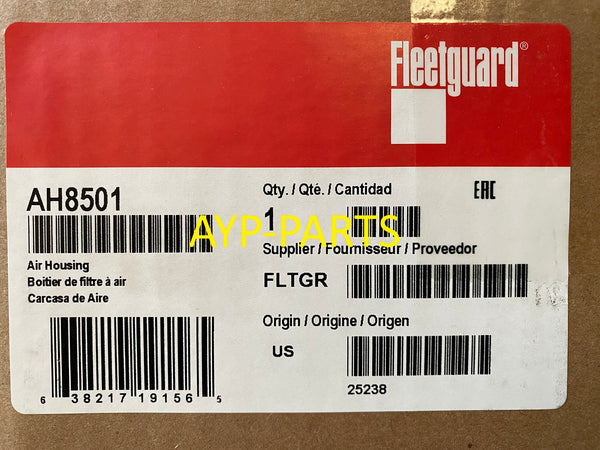 Fleetguard®
AH8501
Air Housing
Boitier de filtre à air
Carcasa de Aire
6 38217 19156 5
Qty. / Qté. / Cantidad
1
EAC
AYP-PARTS
Supplier / Fournisseur / Proveedor
FLTGR
Origin / Origine / Origen
US
25238